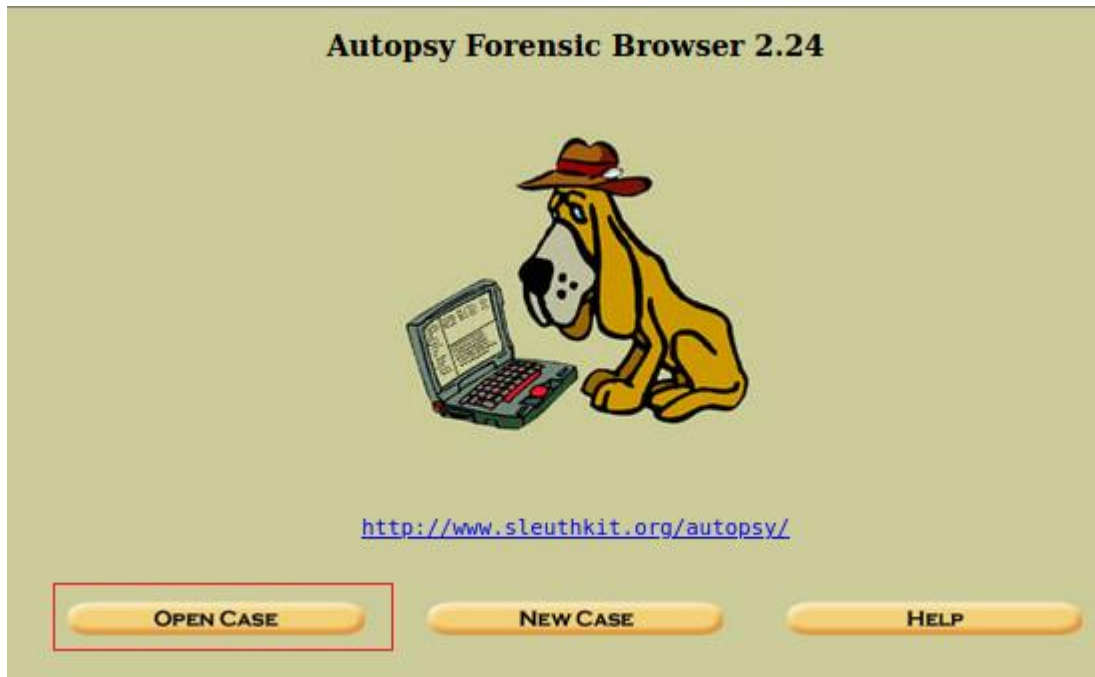 Autopsy Forensic Browser 2.24
http://www.sleuthkit.org/autopsy/
OPEN CASE
NEW CASE
HELP